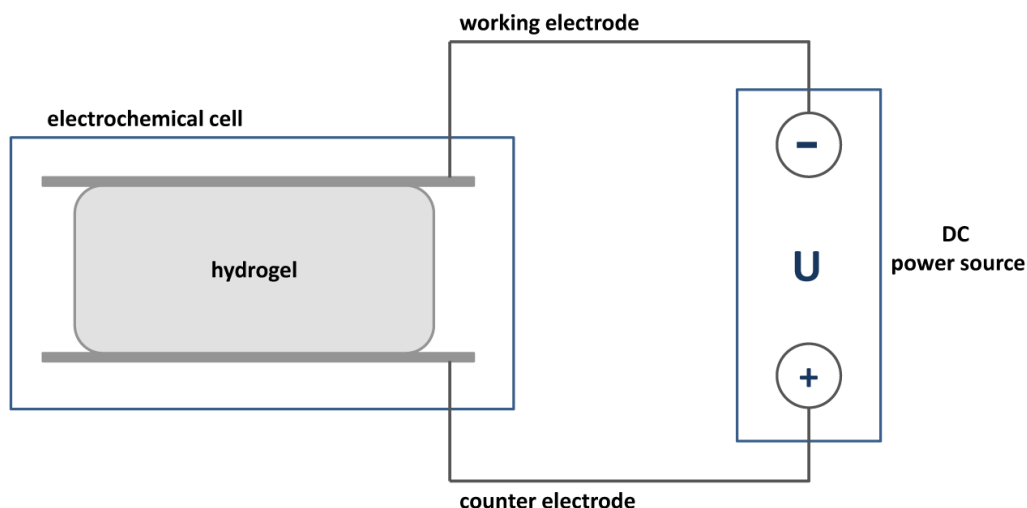 working electrode
electrochemical cell
hydrogel
−
U
+
DC
power source
counter electrode